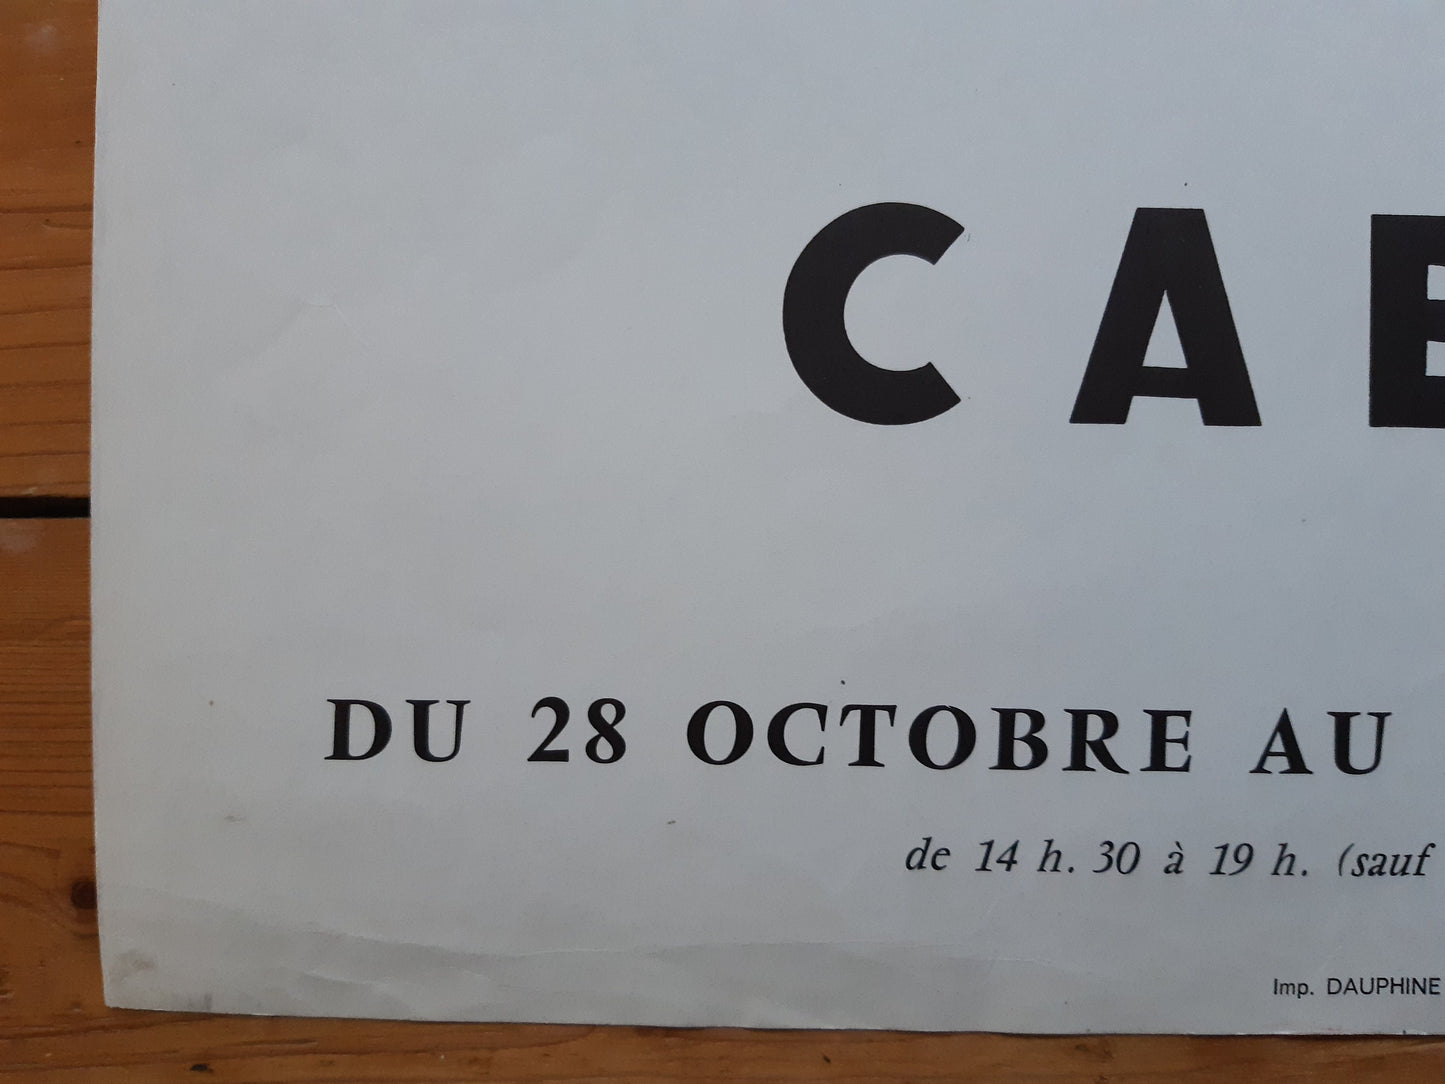 CA
DU 28 OCTOBRE AU
de 14 h. 30 à 19 h. (sauf
Imp. DAUPHINE